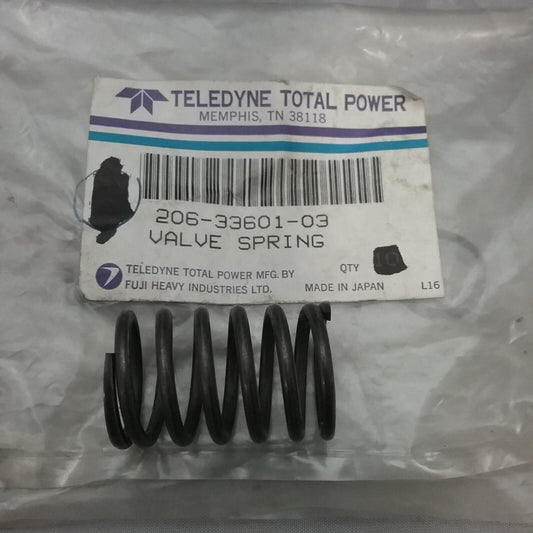 TELEDYNE TOTAL POWER
MEMPHIS, TN 38118
206-33601-03
VALVE SPRING
TELEDYNE TOTAL POWER MFG. BY
FUJI HEAVY INDUSTRIES LTD.
QTY 10
MADE IN JAPAN
L16